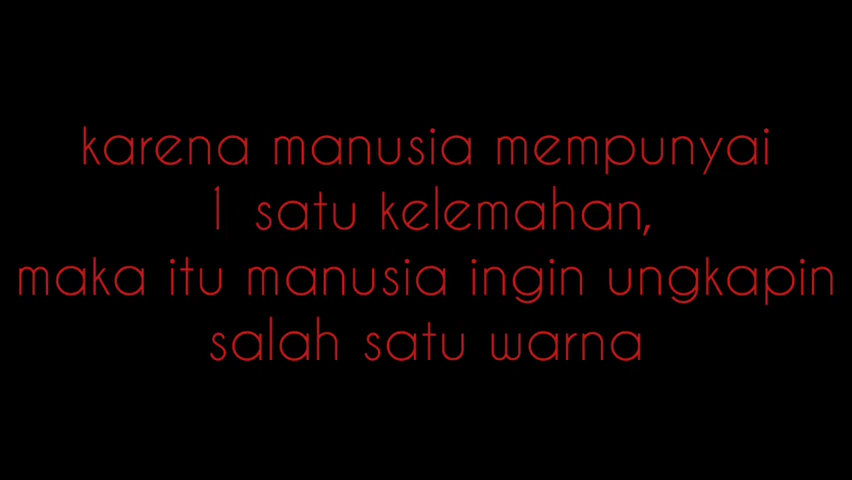 karena manusia mempunyai
1 satu kelemahan,
maka itu manusia ingin ungkapin
salah satu warna